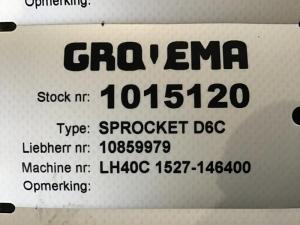 Opmerking:
GROVEMA
Stock nr: 1015120
Type: SPROCKET D6C
Liebherr nr: 10859979
Machine nr: LH40C 1527-146400
Opmerking: